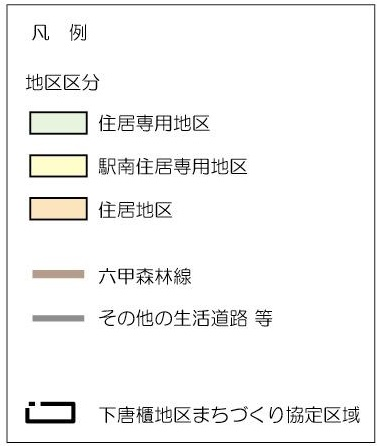 凡 例
地区区分
住居専用地区
駅南住居専用地区
住居地区
六甲森林線
その他の生活道路 等
下唐櫃地区まちづくり協定区域